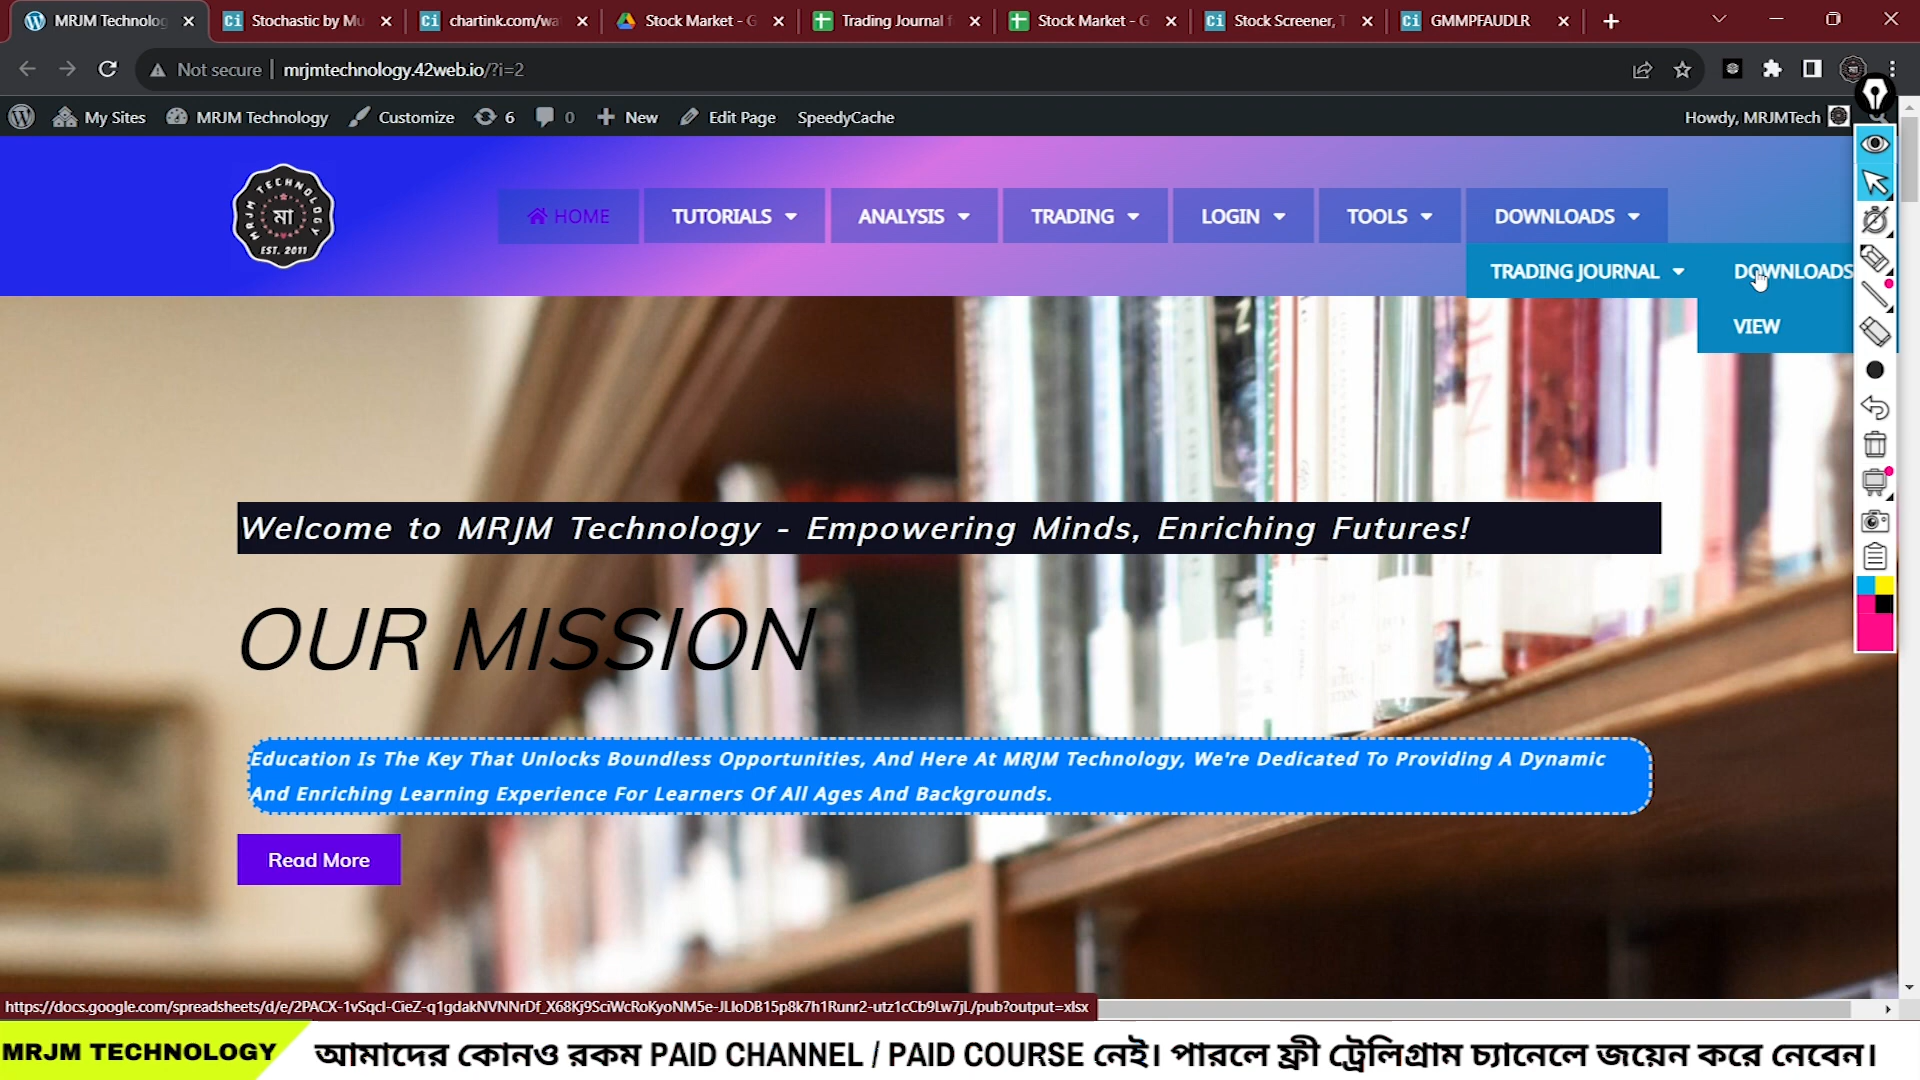 MRJM Technolog
Stochastic by Mu
chartink.com/wa
Stock Market - G
Trading Journal f
Stock Market - G
Stock Screener, T
GMMPFAUDLR
Not secure mrjmtechnology.42web.io/?i=2
My Sites MRJM Technology Customize 6 0 New Edit Page SpeedyCache Howdy, MRJMTech
MRJM TECHNOLOGY
মা
EST. 2011
HOME TUTORIALS ANALYSIS TRADING LOGIN TOOLS DOWNLOADS
TRADING JOURNAL DOWNLOADS
VIEW
Welcome to MRJM Technology - Empowering Minds, Enriching Futures!
OUR MISSION
Education Is The Key That Unlocks Boundless Opportunities, And Here At MRJM Technology, We're Dedicated To Providing A Dynamic
And Enriching Learning Experience For Learners Of All Ages And Backgrounds.
Read More
https://docs.google.com/spreadsheets/d/e/2PACX-1vSqcI-CieZ-q1gdakNVNNrDf_X68Kj9SciWcRoKyoNM5e-JLIoDB15p8k7h1Runr2-utz1cCb9Lw7jL/pub?output=xlsx
MRJM TECHNOLOGY আমাদের কোনও রকম PAID CHANNEL / PAID COURSE নেই। পারলে ফ্রী ট্রেলিগ্রাম চ্যানেলে জয়েন করে নেবেন।